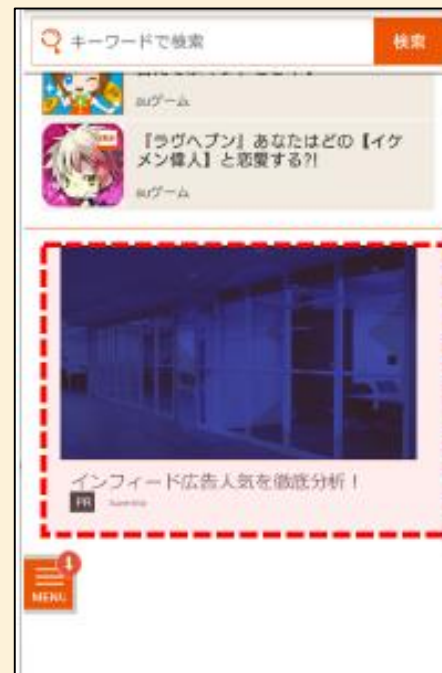 キーワードで検索
検索
auゲーム
『ラヴヘブン』あなたはどの【イケ
メン偉人】と恋愛する?!
auゲーム
インフィード広告人気を徹底分析！
PR
MENU